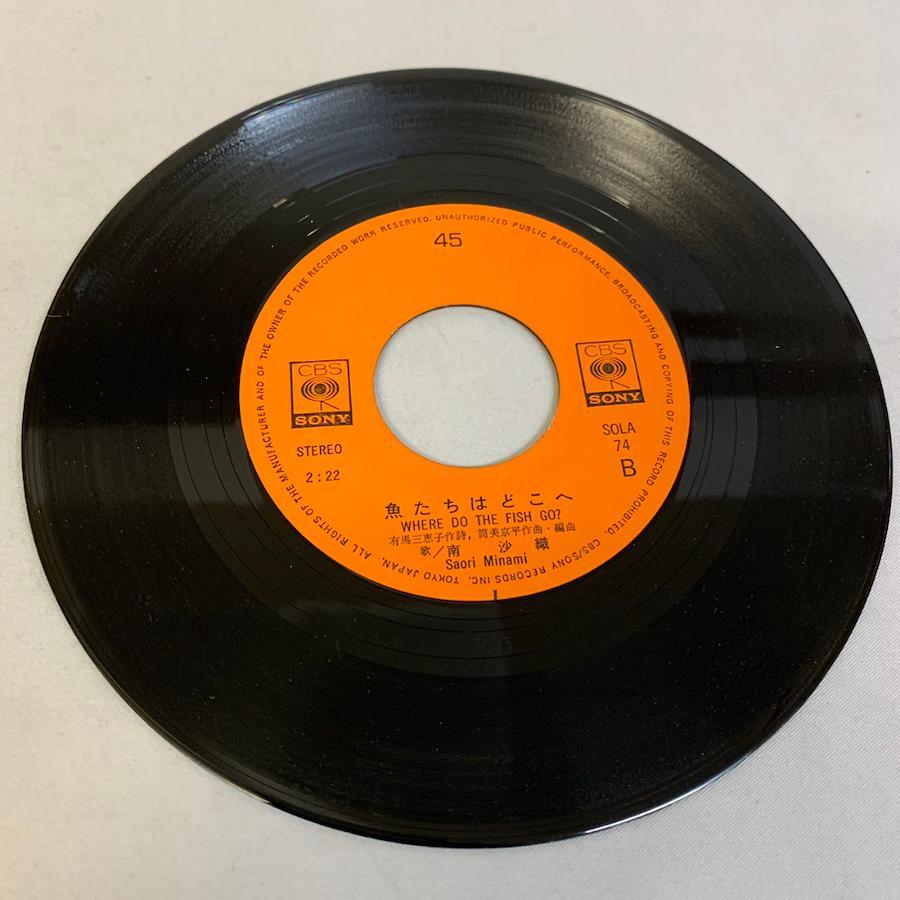 ALL RIGHTS OF THE MANUFACTURER AND OF THE OWNER OF THE RECORDED WORK RESERVED. UNAUTHORIZED PUBLIC PERFORMANCE, BROADCASTING AND COPYING OF THIS RECORD PROHIBITED. CBS/SONY RECORDS INC. TOKYO JAPAN.
45
CBS
SONY
CBS
SONY
STEREO
2:22
SOLA
74
B
魚たちはどこへ
WHERE DO THE FISH GO?
有馬三恵子作詩，筒美京平作曲・編曲
歌／南 沙織
Saori Minami